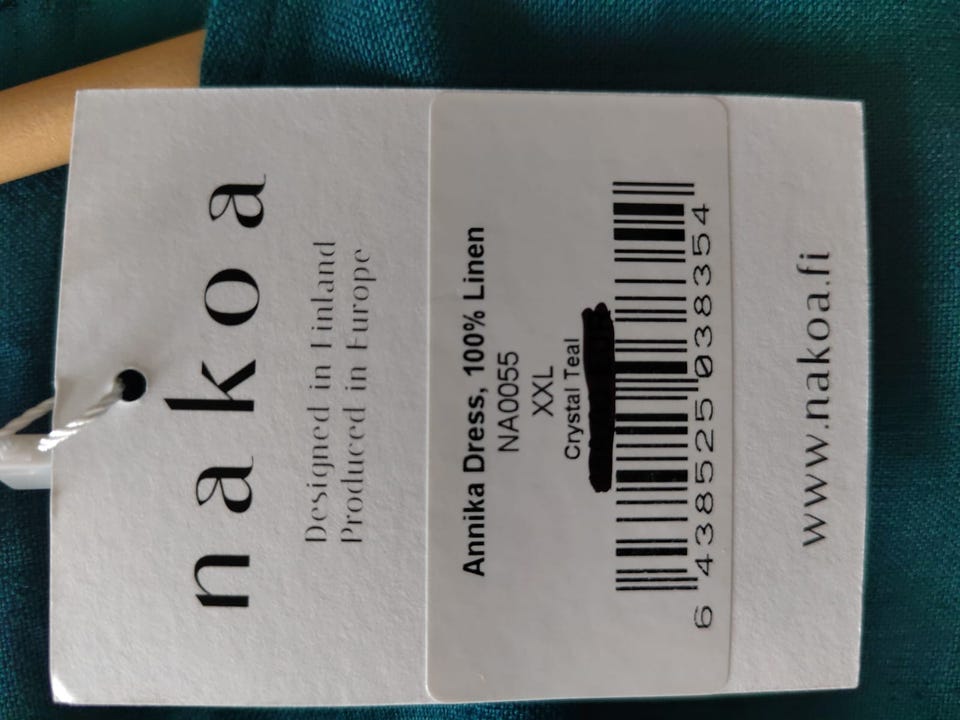 nakoa
Designed in Finland
Produced in Europe
Annika Dress, 100% Linen
NA0055
XXL
Crystal Teal
6 438525 038354
www.nakoa.fi